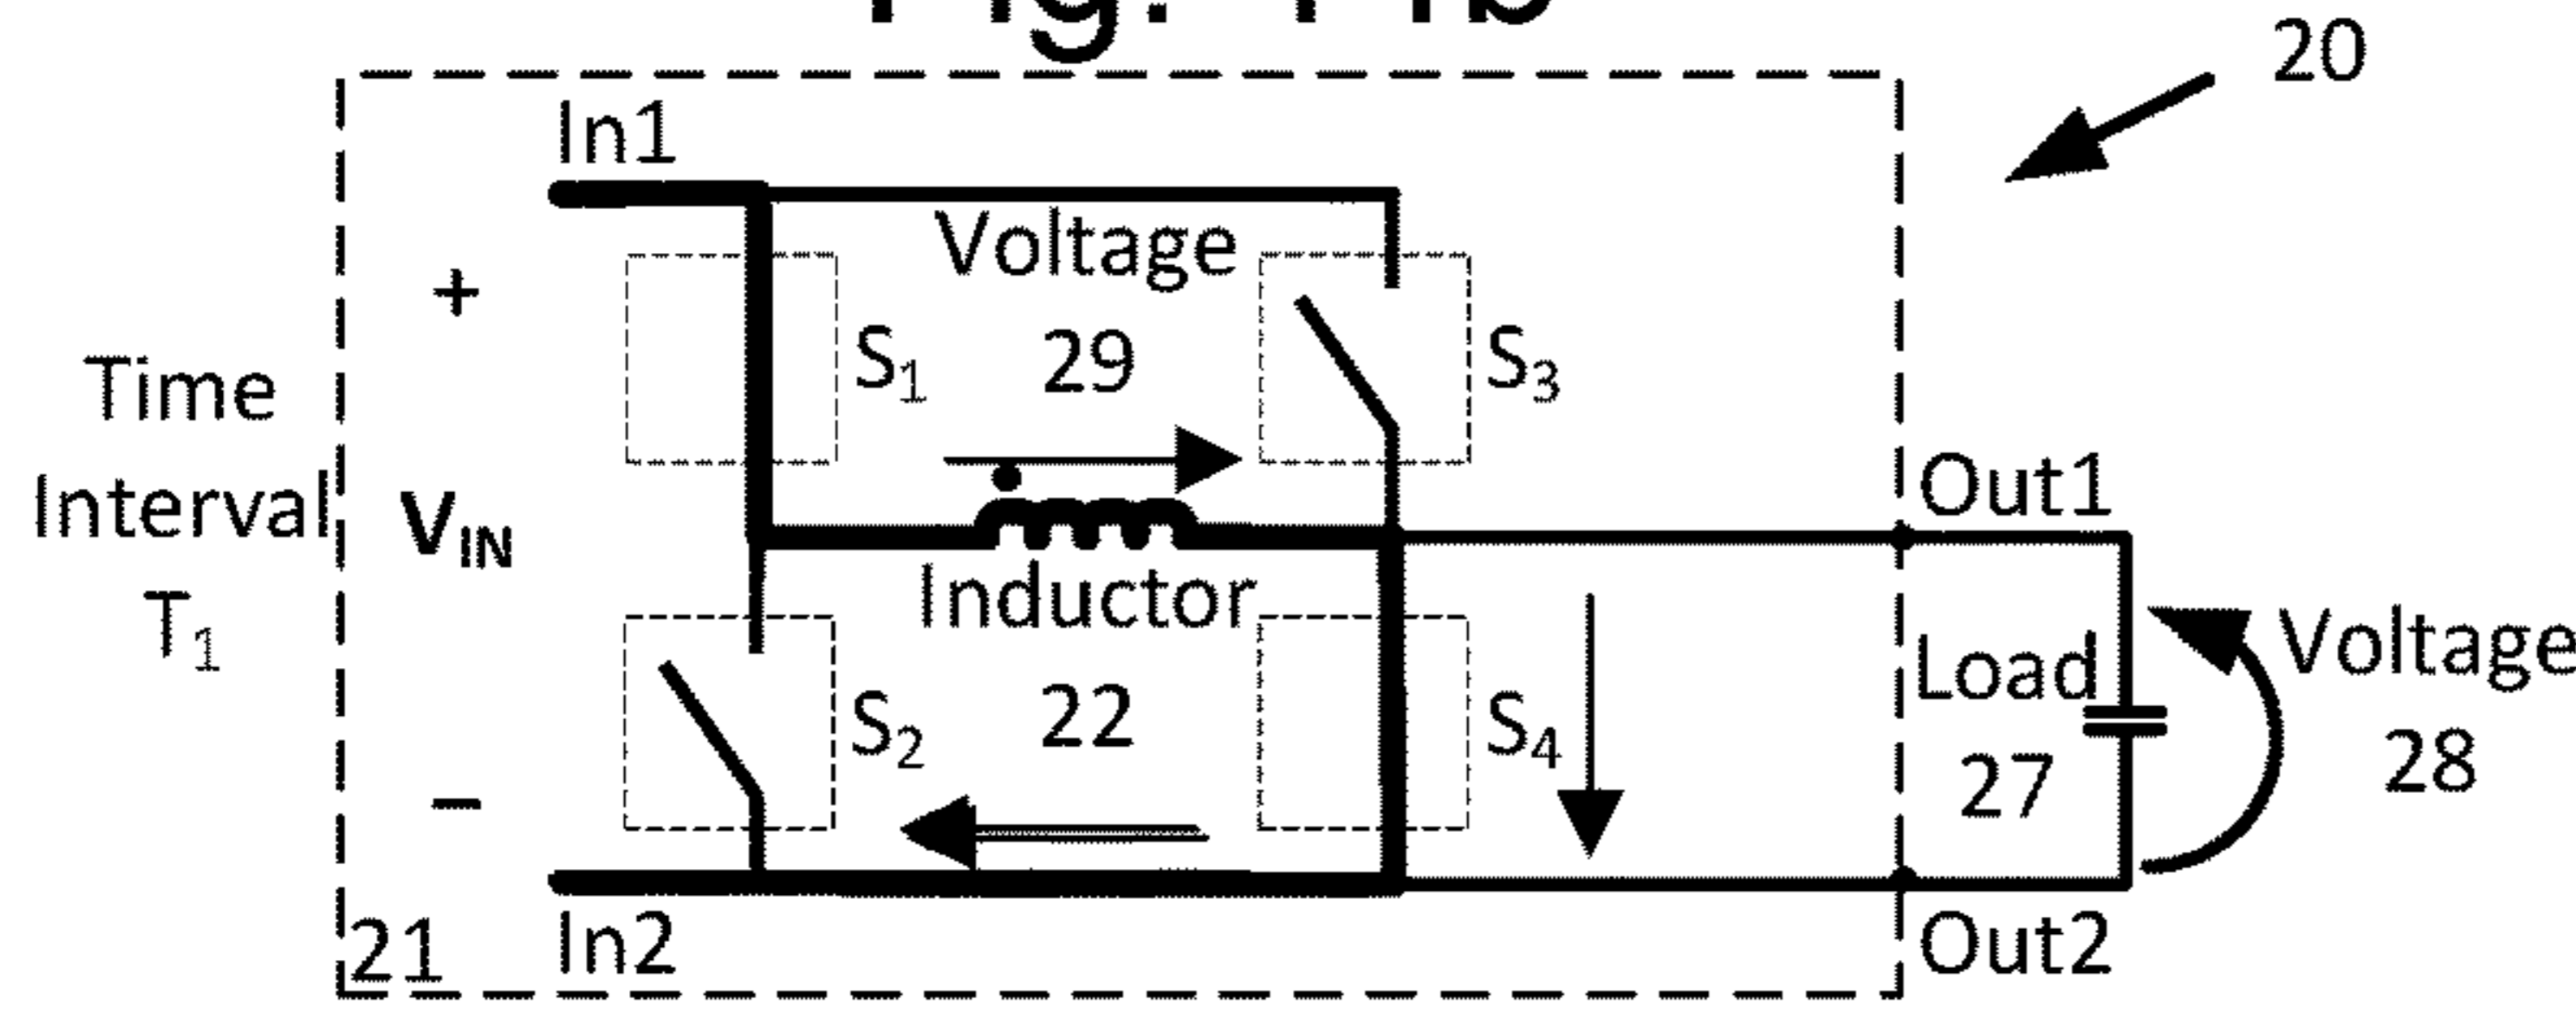 20
In1
+
Voltage
29
S1
S3
Time
Interval
T1
VIN
Out1
Inductor
22
S2
S4
Load
27
Voltage
28
−
21
In2
Out2